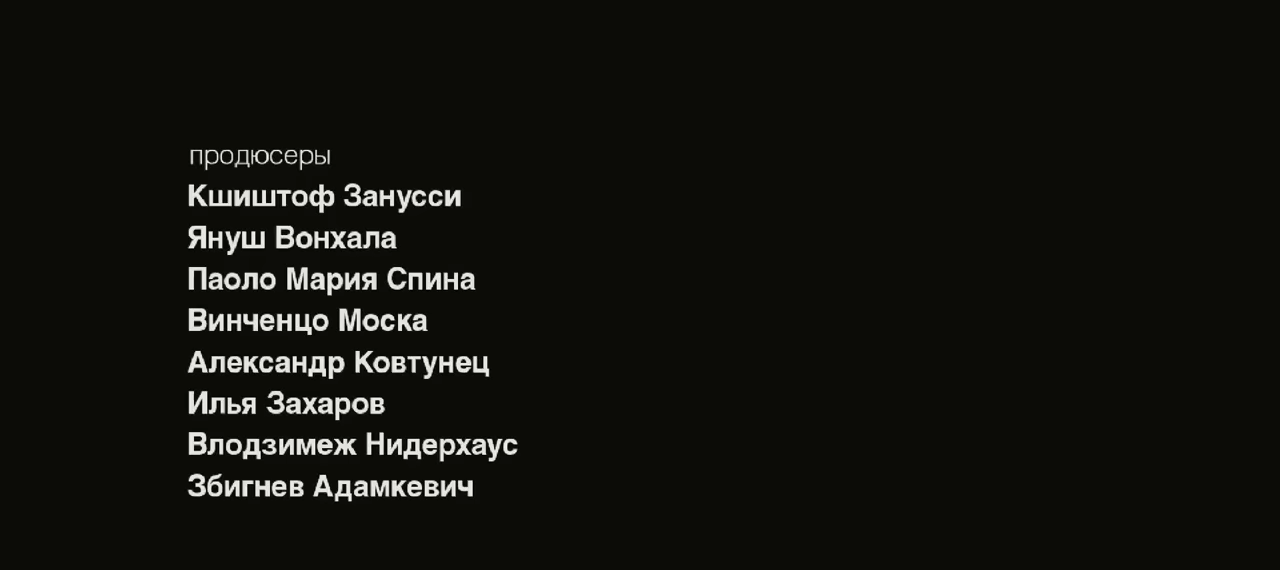 продюсеры
Кшиштоф Занусси
Януш Вонхала
Паоло Мария Спина
Винченцо Моска
Александр Ковтунец
Илья Захаров
Влодзимеж Нидерхаус
Збигнев Адамкевич